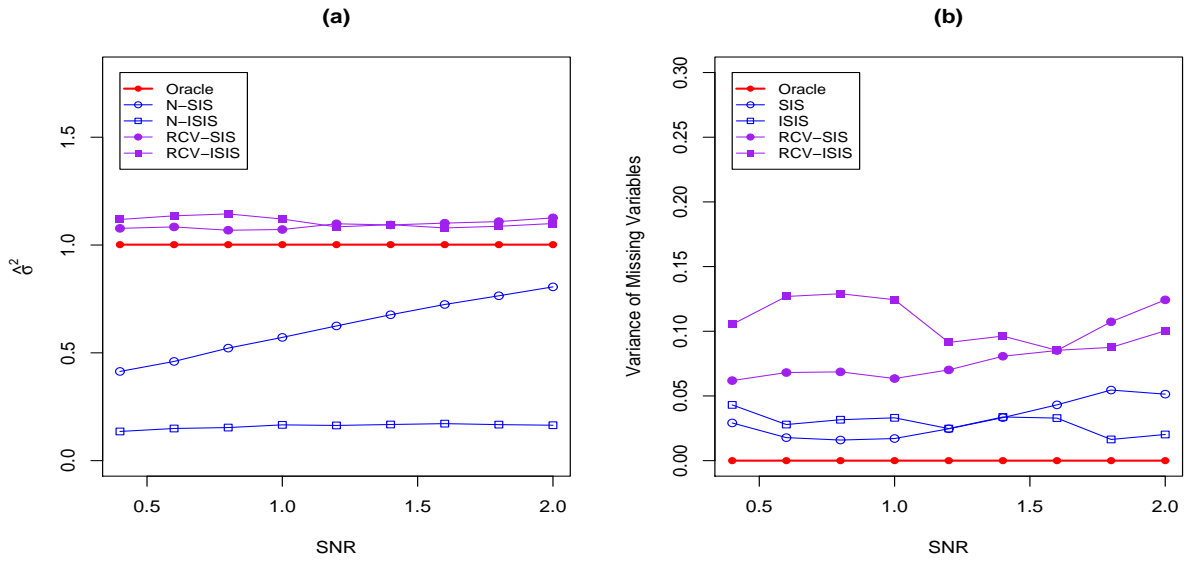 (a)
Oracle
N−SIS
N−ISIS
RCV−SIS
RCV−ISIS
0.0
0.5
1.0
1.5
σ̂²
0.5
1.0
1.5
2.0
SNR
(b)
Oracle
SIS
ISIS
RCV−SIS
RCV−ISIS
0.00
0.05
0.10
0.15
0.20
0.25
0.30
Variance of Missing Variables
0.5
1.0
1.5
2.0
SNR